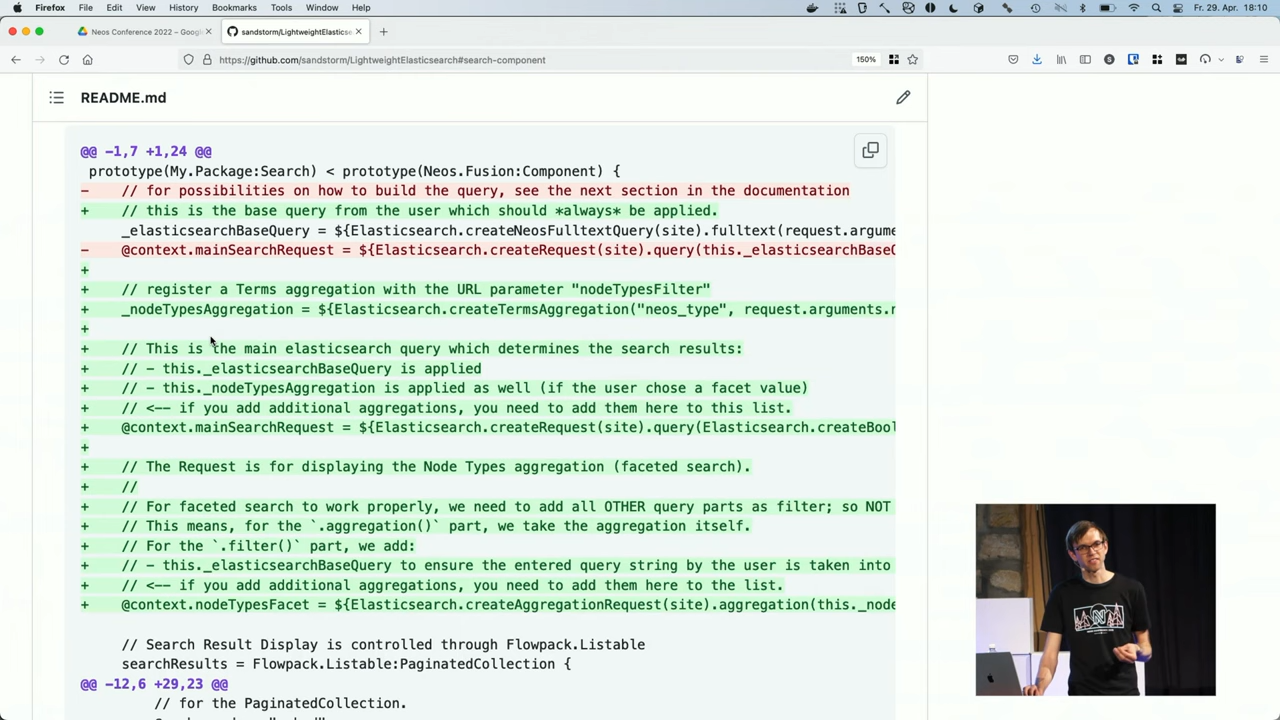 Firefox File Edit View History Bookmarks Tools Window Help Fr. 29. Apr. 18:10
Neos Conference 2022 – Googl
sandstorm/LightweightElasticse
https://github.com/sandstorm/LightweightElasticsearch#search-component
150%
README.md
@@ -1,7 +1,24 @@
prototype(My.Package:Search) < prototype(Neos.Fusion:Component) {
- // for possibilities on how to build the query, see the next section in the documentation
+ // this is the base query from the user which should *always* be applied.
_elasticsearchBaseQuery = ${Elasticsearch.createNeosFulltextQuery(site).fulltext(request.argume
- @context.mainSearchRequest = ${Elasticsearch.createRequest(site).query(this._elasticsearchBaseQ
+
+ // register a Terms aggregation with the URL parameter "nodeTypesFilter"
+ _nodeTypesAggregation = ${Elasticsearch.createTermsAggregation("neos_type", request.arguments.n
+
+ // This is the main elasticsearch query which determines the search results:
+ // - this._elasticsearchBaseQuery is applied
+ // - this._nodeTypesAggregation is applied as well (if the user chose a facet value)
+ // <-- if you add additional aggregations, you need to add them here to this list.
+ @context.mainSearchRequest = ${Elasticsearch.createRequest(site).query(Elasticsearch.createBool
+
+ // The Request is for displaying the Node Types aggregation (faceted search).
+ //
+ // For faceted search to work properly, we need to add all OTHER query parts as filter; so NOT
+ // This means, for the `.aggregation()` part, we take the aggregation itself.
+ // For the `.filter()` part, we add:
+ // - this._elasticsearchBaseQuery to ensure the entered query string by the user is taken into
+ // <-- if you add additional aggregations, you need to add them here to the list.
+ @context.nodeTypesFacet = ${Elasticsearch.createAggregationRequest(site).aggregation(this._node
// Search Result Display is controlled through Flowpack.Listable
searchResults = Flowpack.Listable:PaginatedCollection {
@@ -12,6 +29,23 @@
// for the PaginatedCollection.